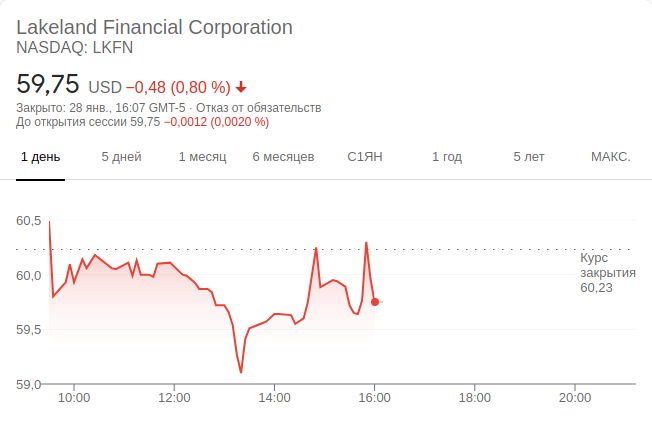 Lakeland Financial Corporation
NASDAQ: LKFN
59,75 USD −0,48 (0,80 %)
Закрыто: 28 янв., 16:07 GMT-5 · Отказ от обязательств
До открытия сессии 59,75 −0,0012 (0,0020 %)
1 день 5 дней 1 месяц 6 месяцев С1ЯН 1 год 5 лет МАКС.
60,5
Курс
закрытия
60,23
60,0
59,5
59,0
10:00 12:00 14:00 16:00 18:00 20:00